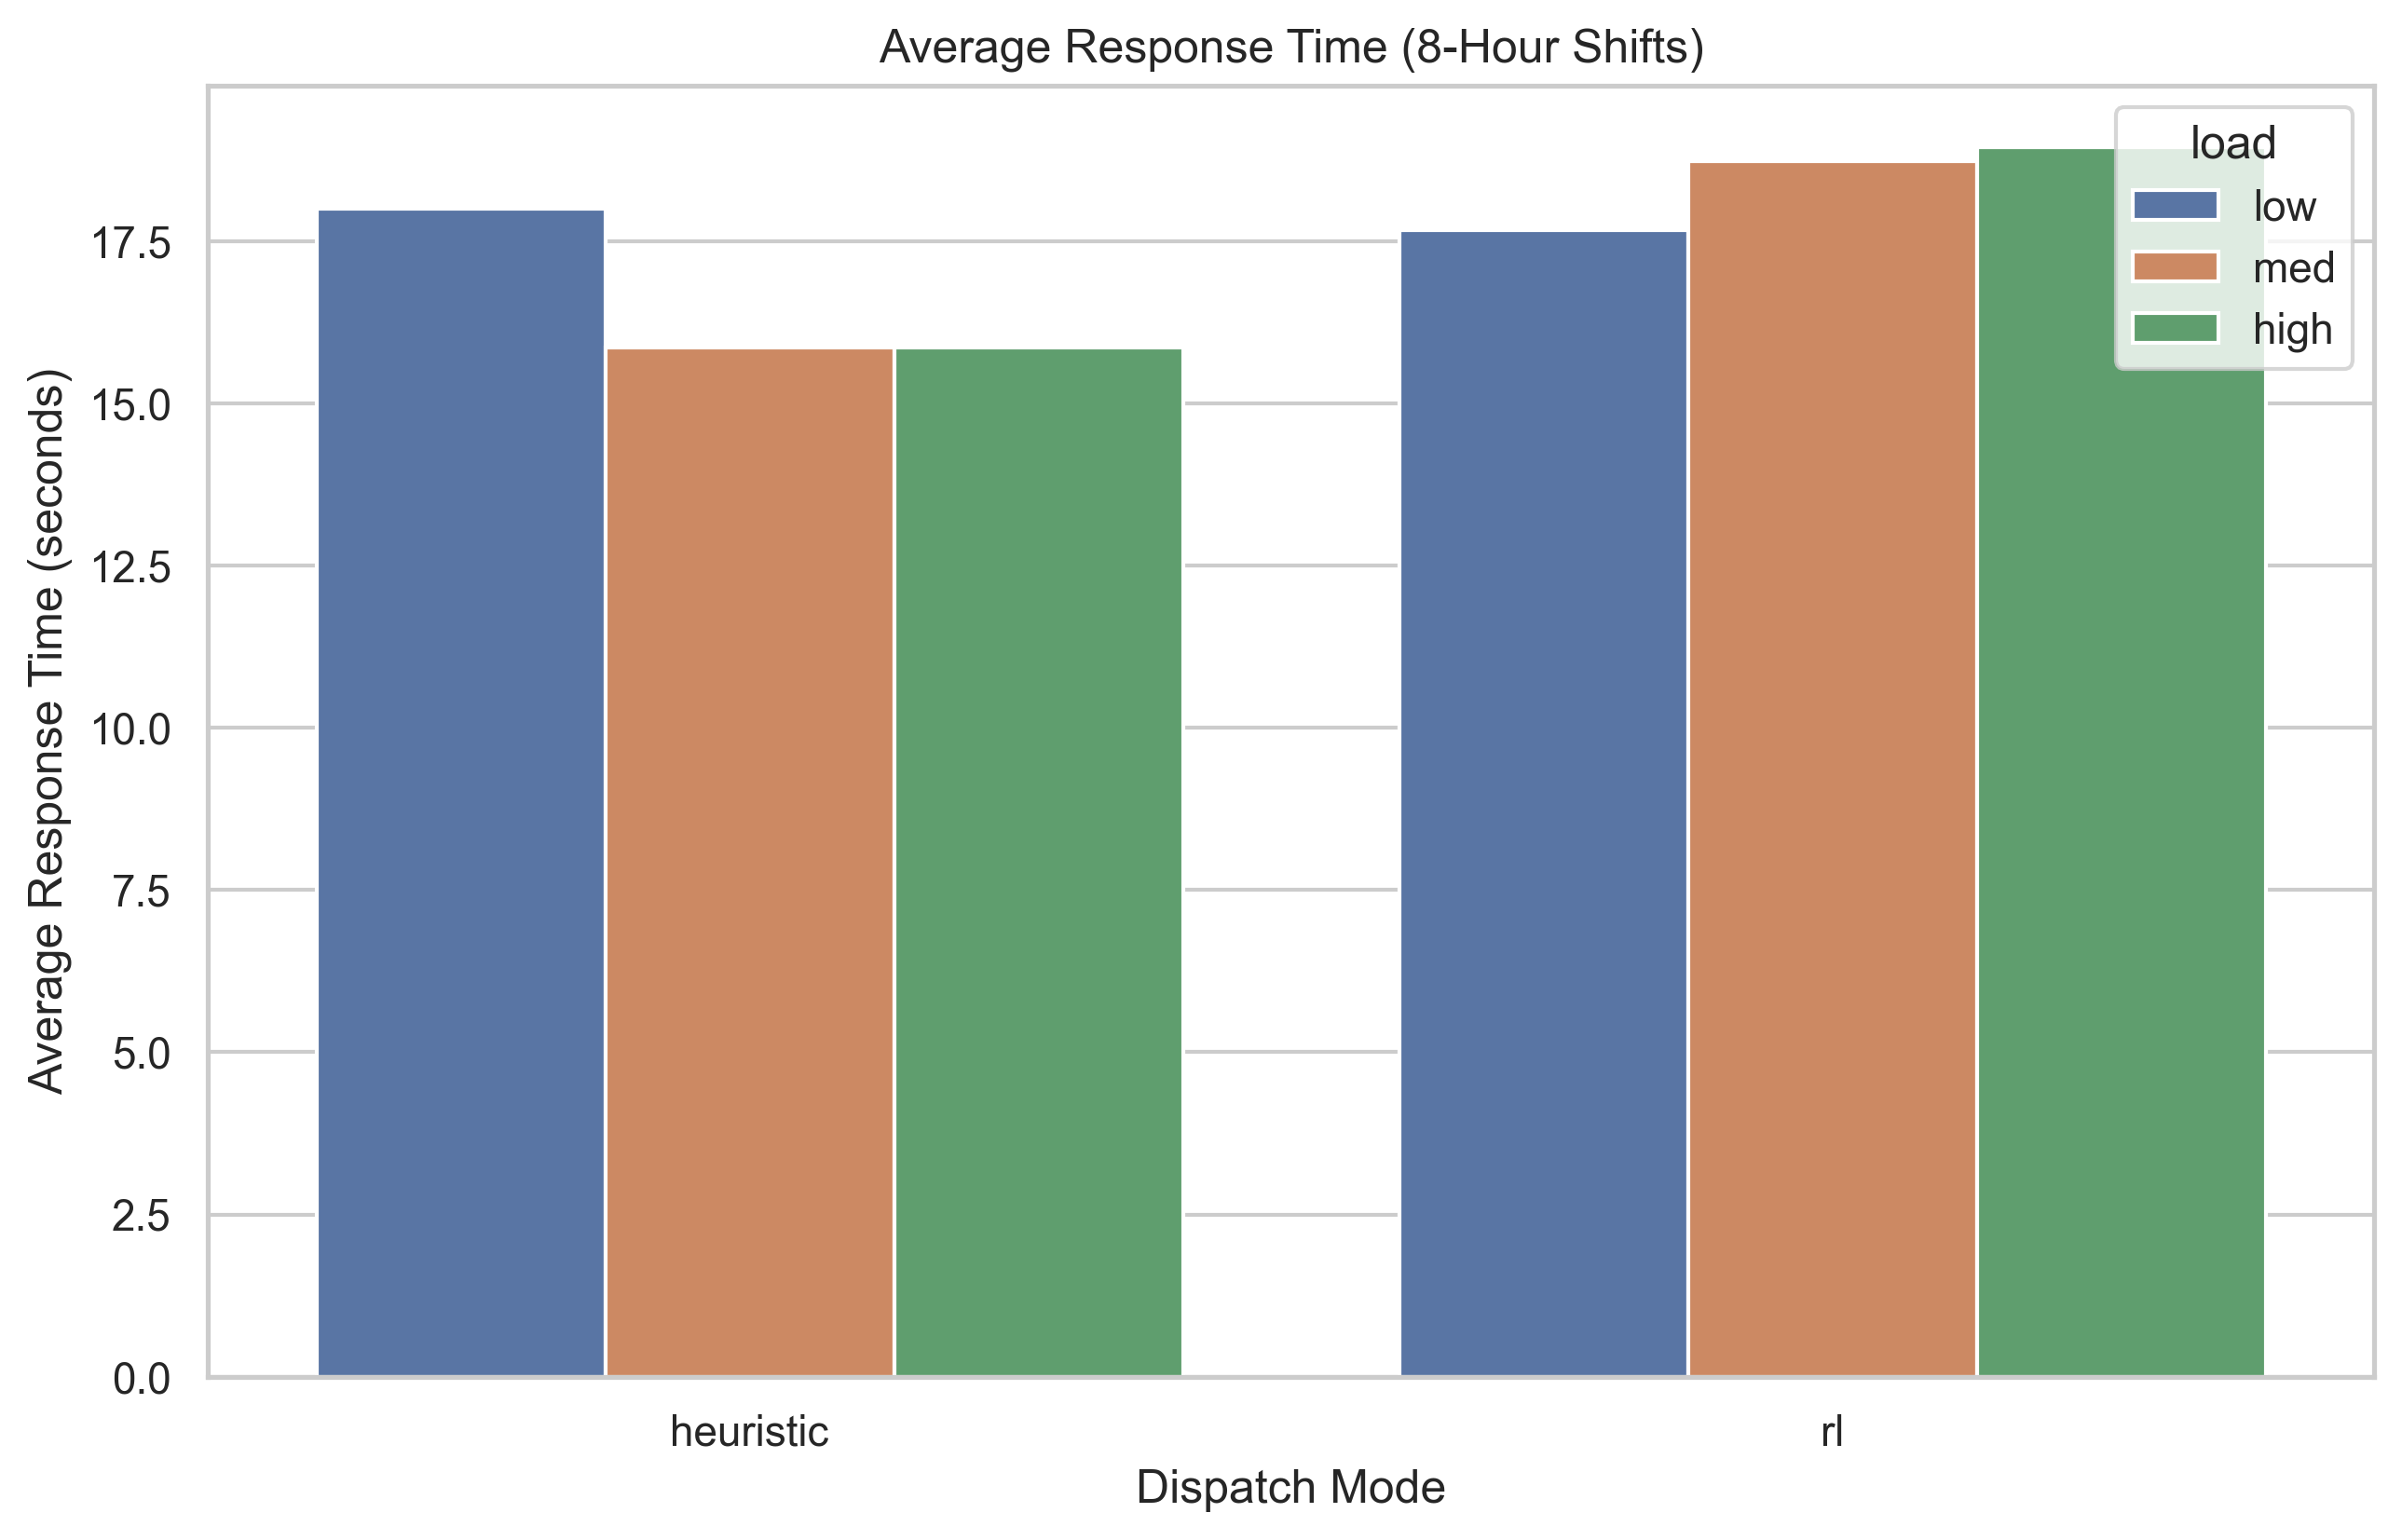 Average Response Time (8-Hour Shifts)
Average Response Time (seconds)
17.5
15.0
12.5
10.0
7.5
5.0
2.5
0.0
load
low
med
high
heuristic
rl
Dispatch Mode